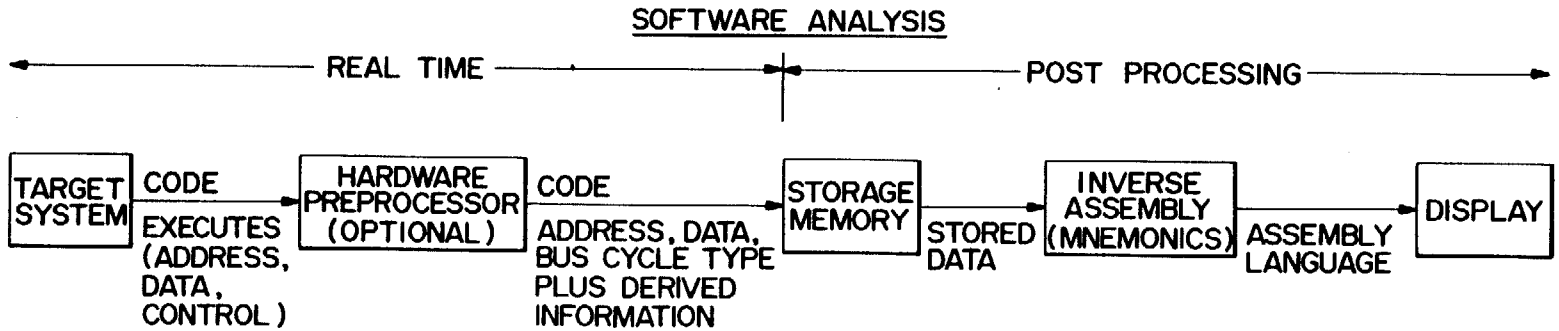 SOFTWARE ANALYSIS
REAL TIME
POST PROCESSING
TARGET
SYSTEM
CODE
EXECUTES
(ADDRESS,
DATA,
CONTROL)
HARDWARE
PREPROCESSOR
(OPTIONAL)
CODE
ADDRESS, DATA,
BUS CYCLE TYPE
PLUS DERIVED
INFORMATION
STORAGE
MEMORY
STORED
DATA
INVERSE
ASSEMBLY
(MNEMONICS)
ASSEMBLY
LANGUAGE
DISPLAY